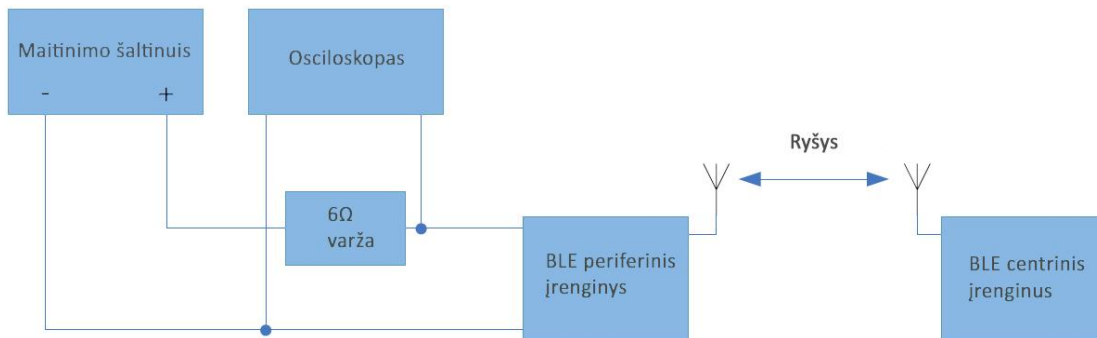 Maitinimo šaltinuis
- +
Osciloskopas
Ryšys
6Ω
varža
BLE periferinis
įrenginys
BLE centrinis
įrenginus